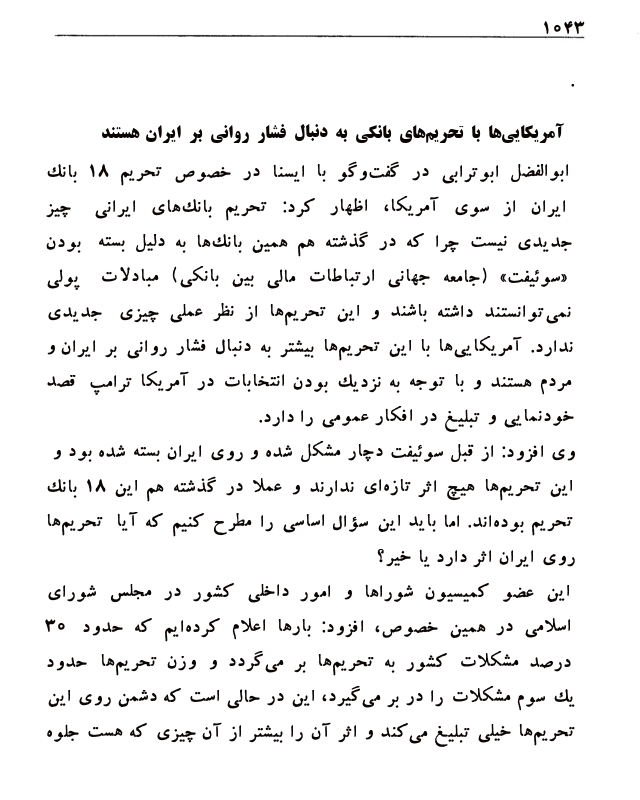 ۱۰۴۳
آمریکایی‌ها با تحریم‌های بانکی به دنبال فشار روانی بر ایران هستند
ابوالفضل ابوترابی در گفت‌وگو با ایسنا در خصوص تحریم ۱۸ بانك
ایران از سوی آمریکا، اظهار کرد: تحریم بانك‌های ایرانی چیز
جدیدی نیست چرا که در گذشته هم همین بانك‌ها به دلیل بسته بودن
«سوئیفت» (جامعه جهانی ارتباطات مالی بین بانکی) مبادلات پولی
نمی‌توانستند داشته باشند و این تحریم‌ها از نظر عملی چیزی جدیدی
ندارد. آمریکایی‌ها با این تحریم‌ها بیشتر به دنبال فشار روانی بر ایران و
مردم هستند و با توجه به نزدیك بودن انتخابات در آمریکا ترامپ قصد
خودنمایی و تبلیغ در افکار عمومی را دارد.
وی افزود: از قبل سوئیفت دچار مشکل شده و روی ایران بسته شده بود و
این تحریم‌ها هیچ اثر تازه‌ای ندارند و عملا در گذشته هم این ۱۸ بانك
تحریم بوده‌اند. اما باید این سؤال اساسی را مطرح کنیم که آیا تحریم‌ها
روی ایران اثر دارد یا خیر؟
این عضو کمیسیون شوراها و امور داخلی کشور در مجلس شورای
اسلامی در همین خصوص، افزود: بارها اعلام کرده‌ایم که حدود ۳۰
درصد مشکلات کشور به تحریم‌ها بر می‌گردد و وزن تحریم‌ها حدود
یك سوم مشکلات را در بر می‌گیرد، این در حالی است که دشمن روی این
تحریم‌ها خیلی تبلیغ می‌کند و اثر آن را بیشتر از آن چیزی که هست جلوه